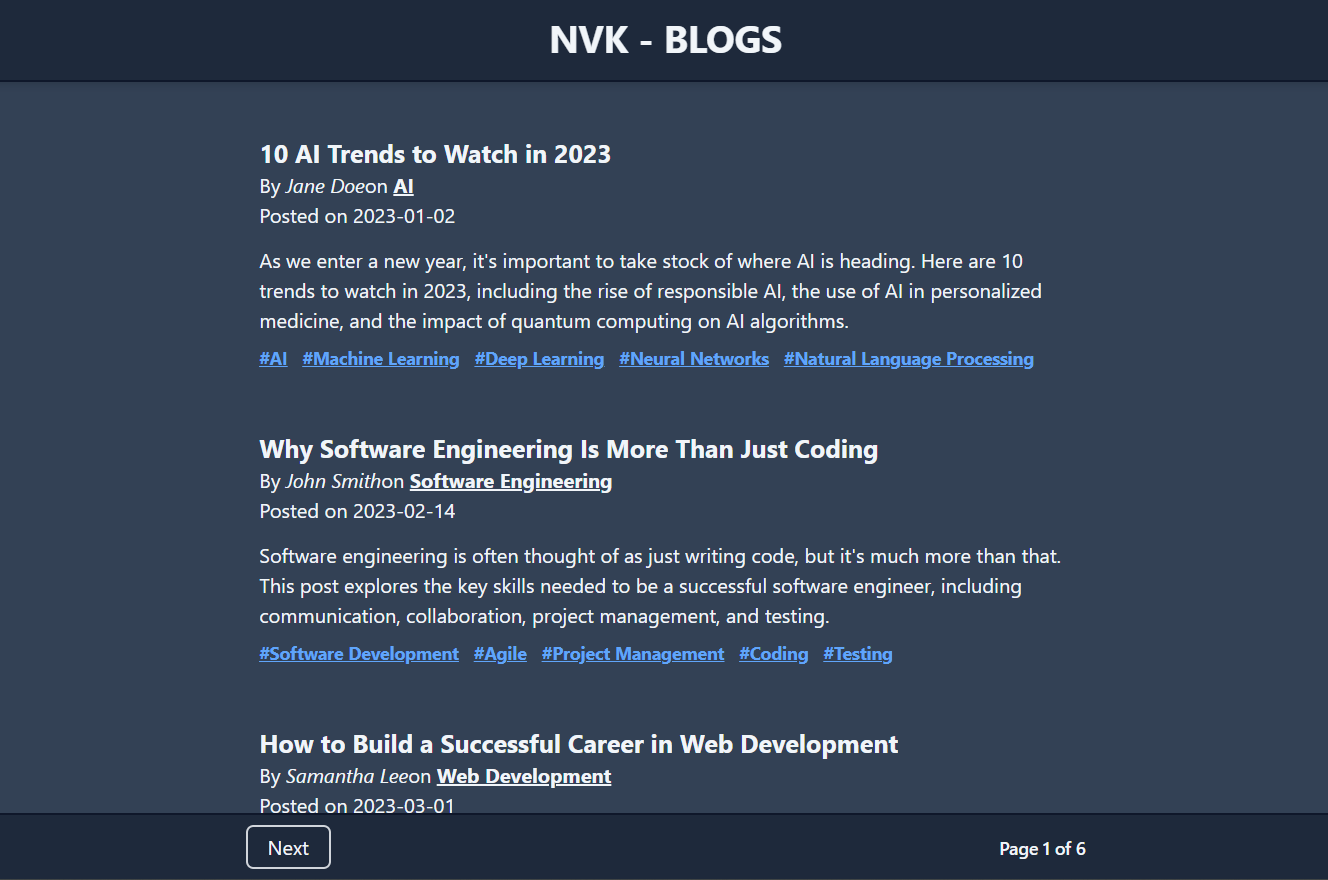 NVK - BLOGS
10 AI Trends to Watch in 2023
By Jane Doeon AI
Posted on 2023-01-02
As we enter a new year, it's important to take stock of where AI is heading. Here are 10
trends to watch in 2023, including the rise of responsible AI, the use of AI in personalized
medicine, and the impact of quantum computing on AI algorithms.
#AI #Machine Learning #Deep Learning #Neural Networks #Natural Language Processing
Why Software Engineering Is More Than Just Coding
By John Smithon Software Engineering
Posted on 2023-02-14
Software engineering is often thought of as just writing code, but it's much more than that.
This post explores the key skills needed to be a successful software engineer, including
communication, collaboration, project management, and testing.
#Software Development #Agile #Project Management #Coding #Testing
How to Build a Successful Career in Web Development
By Samantha Leeon Web Development
Posted on 2023-03-01
Next Page 1 of 6